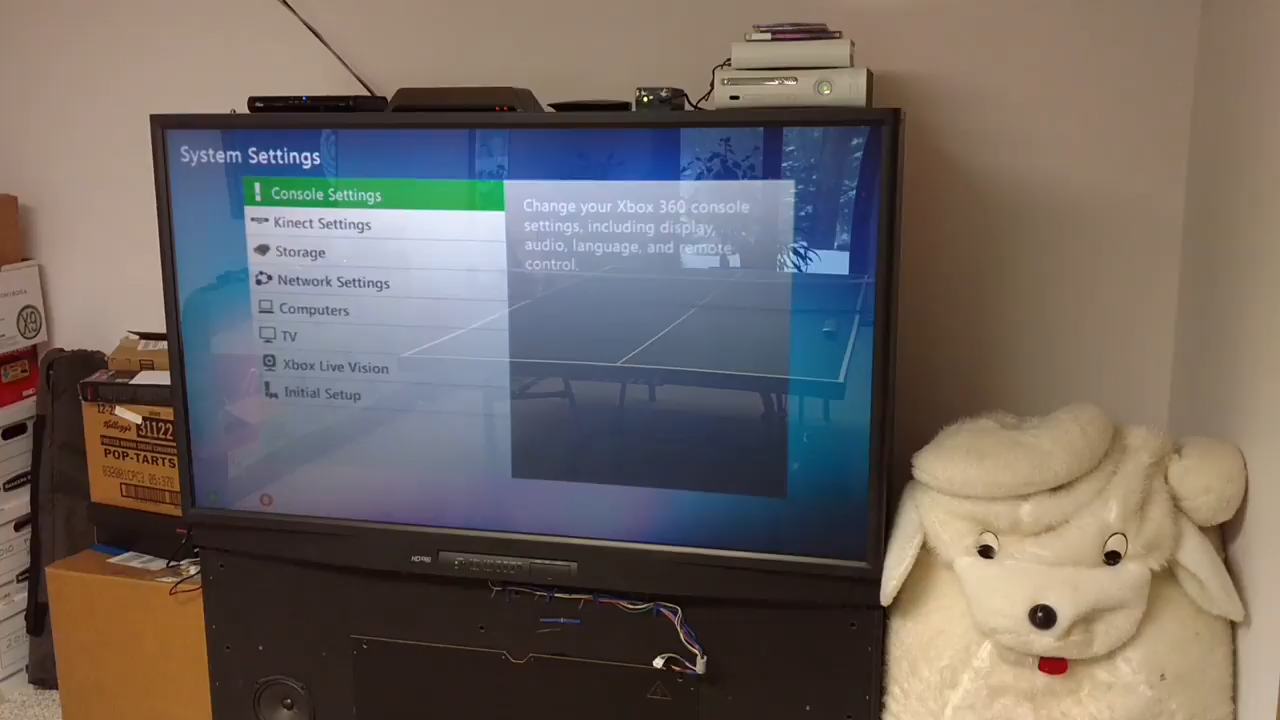 System Settings
Console Settings
Kinect Settings
Storage
Network Settings
Computers
TV
Xbox Live Vision
Initial Setup
Change your Xbox 360 console
settings, including display,
audio, language, and remote
control.
X9
Kellogg's
31122
POP-TARTS